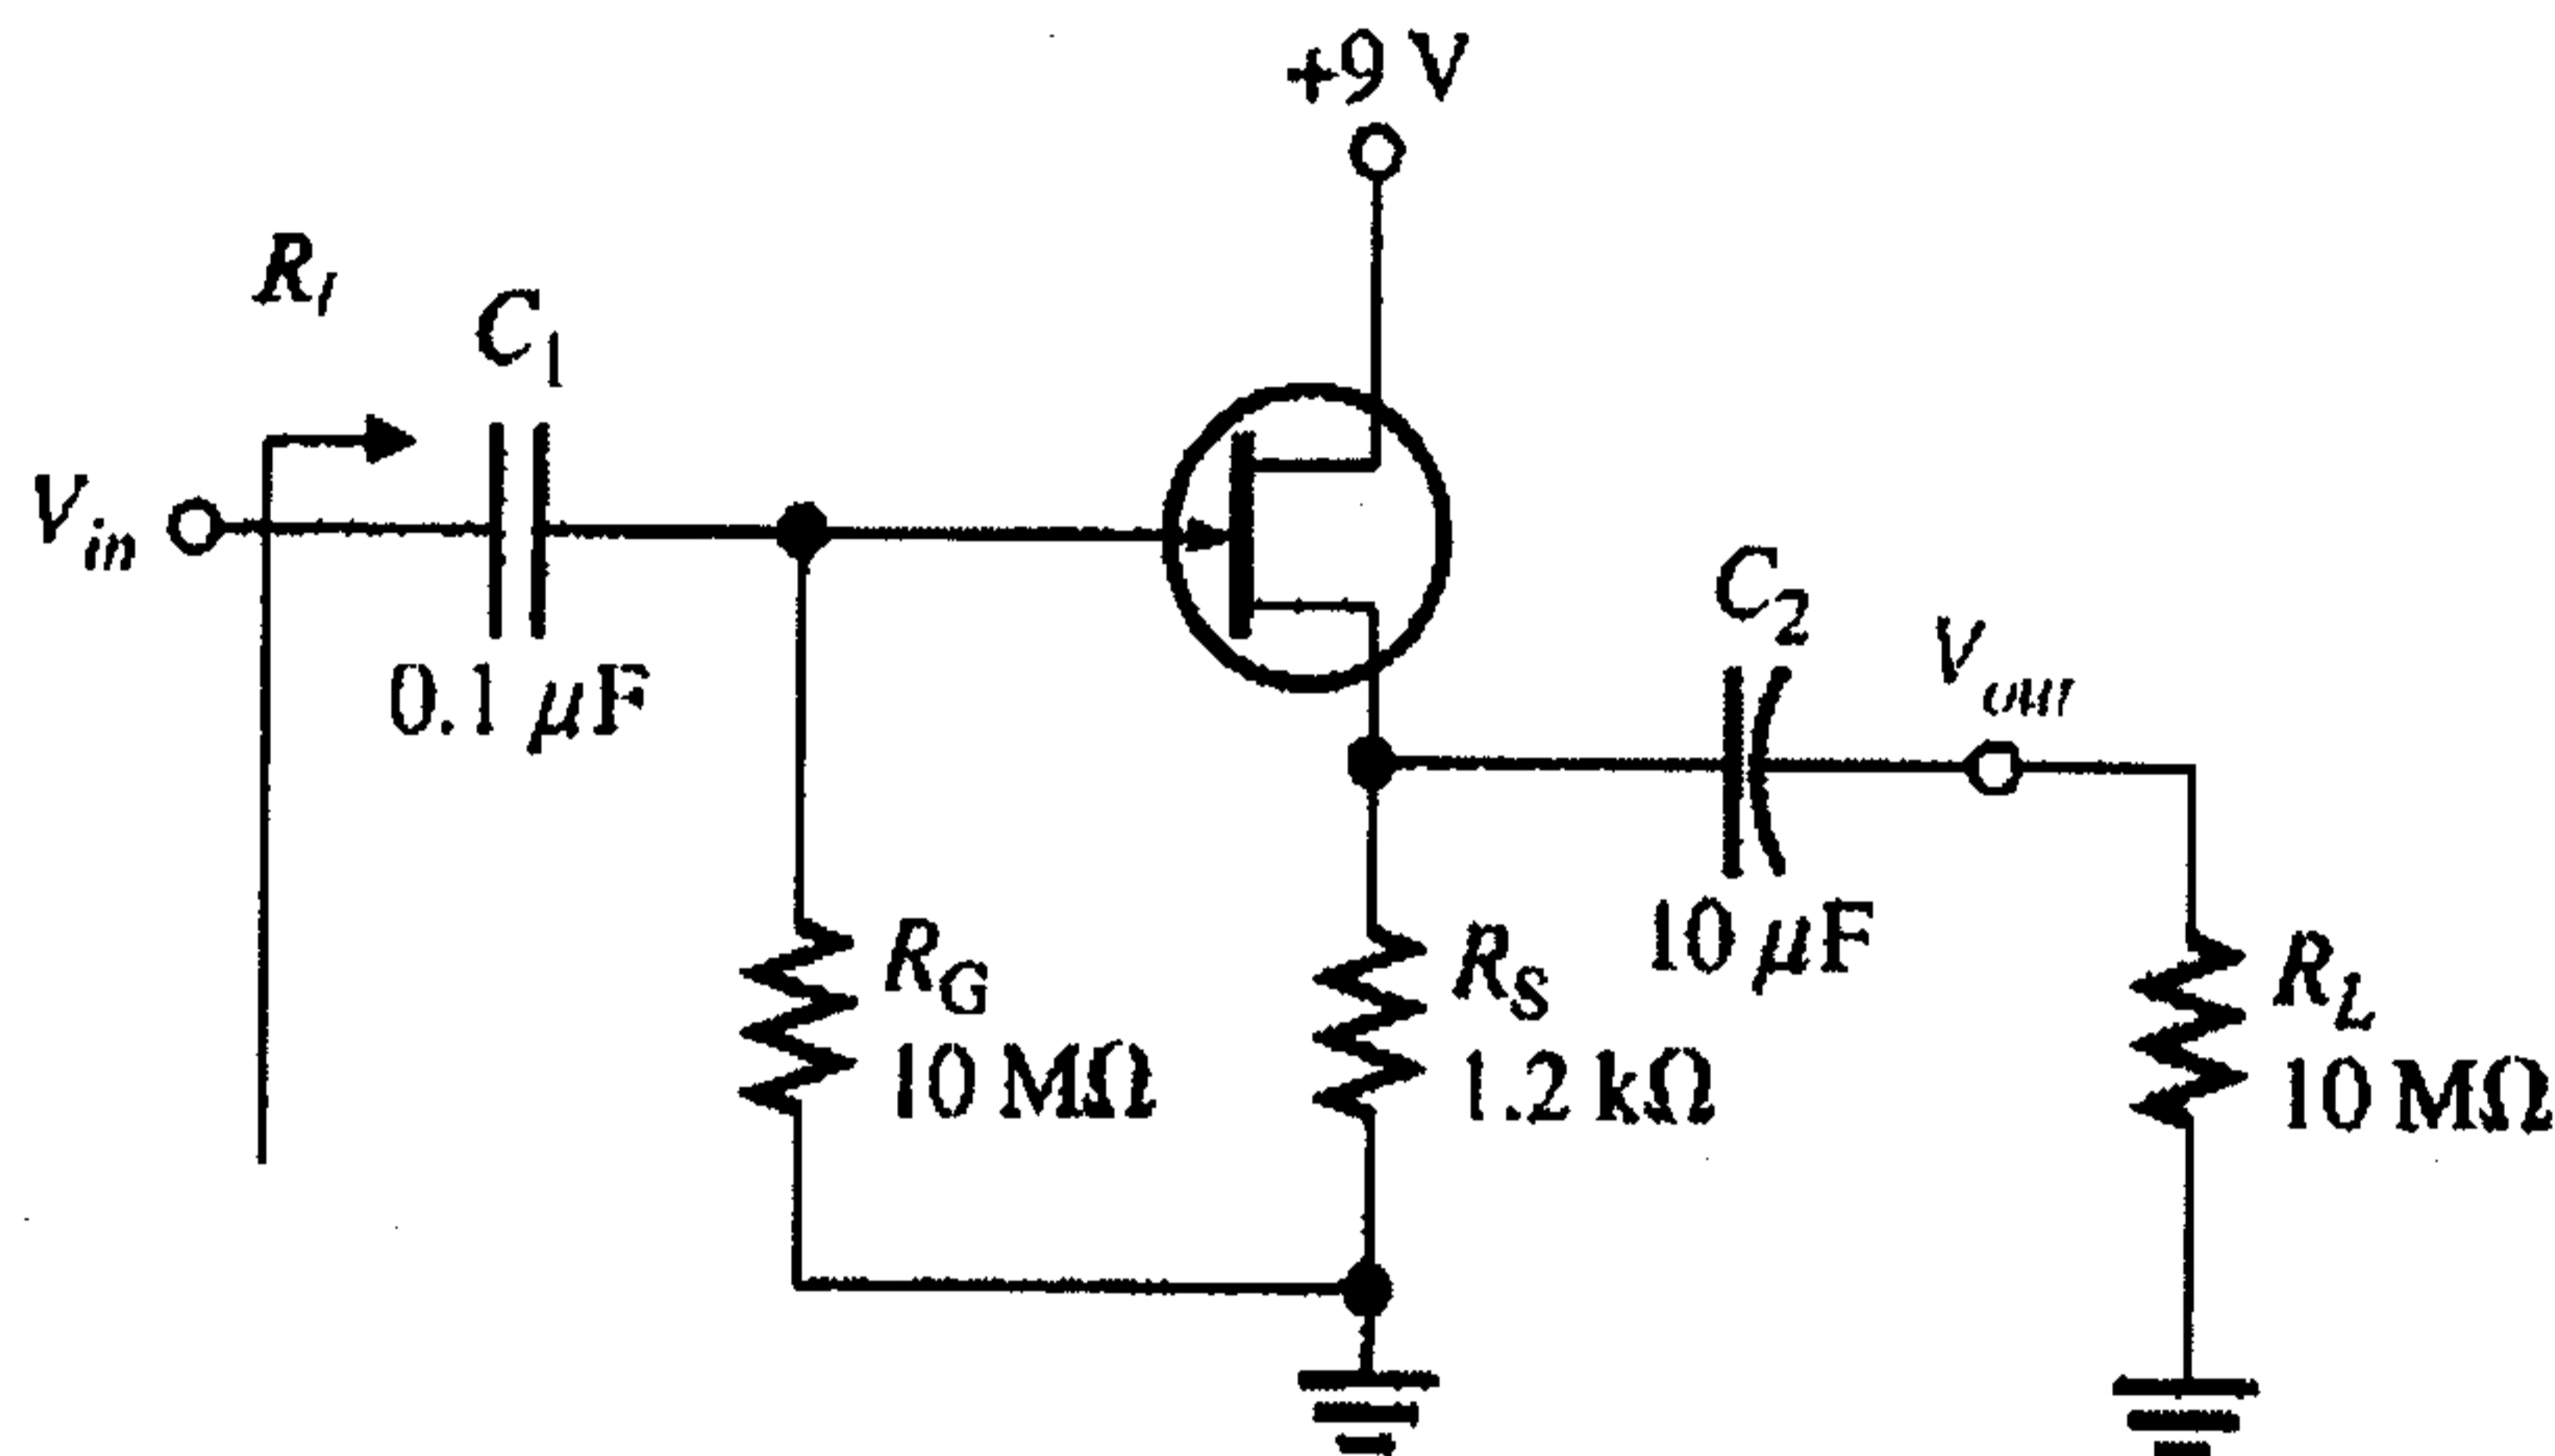 +9 V
R_i
C_1
V_in
0.1 μF
C_2
V_out
10 μF
R_G
10 MΩ
R_S
1.2 kΩ
R_L
10 MΩ